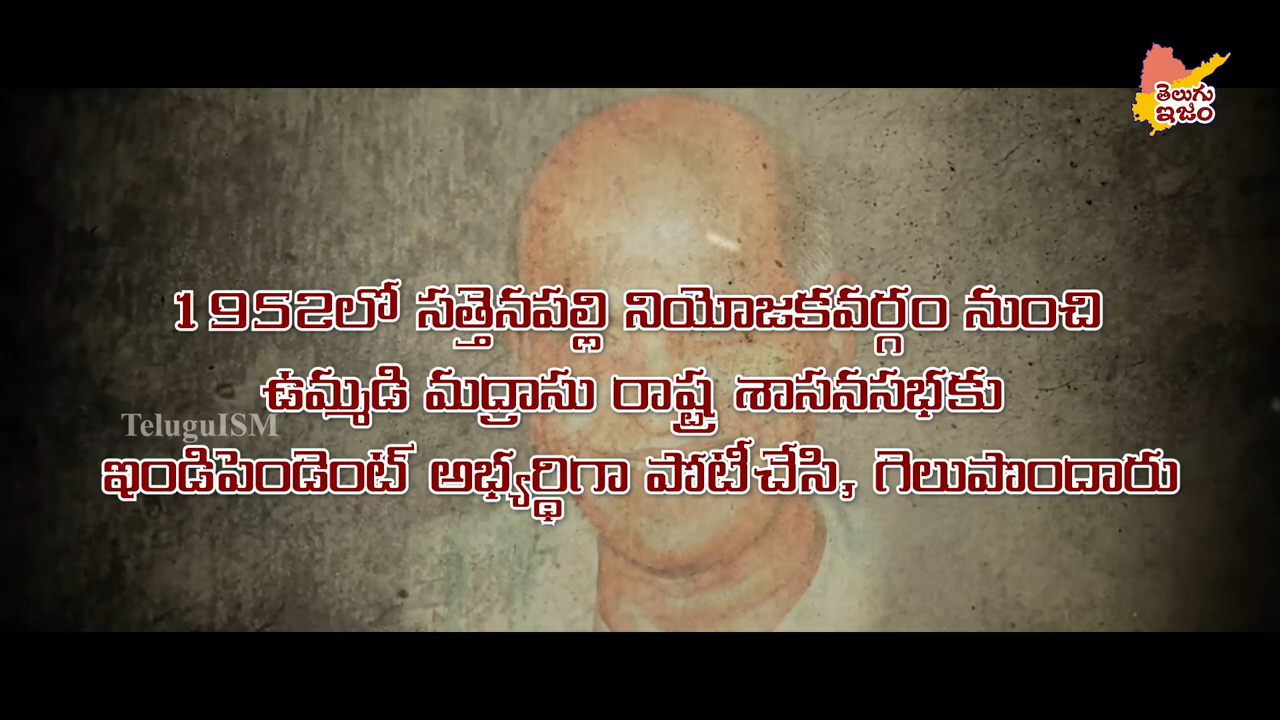 తెలుగు
ఇజం
1952లో సత్తెనపల్లి నియోజకవర్గం నుంచి
ఉమ్మడి మద్రాసు రాష్ట్ర శాసనసభకు
TeluguISM
ఇండిపెండెంట్ అభ్యర్థిగా పోటీచేసి, గెలుపొందారు